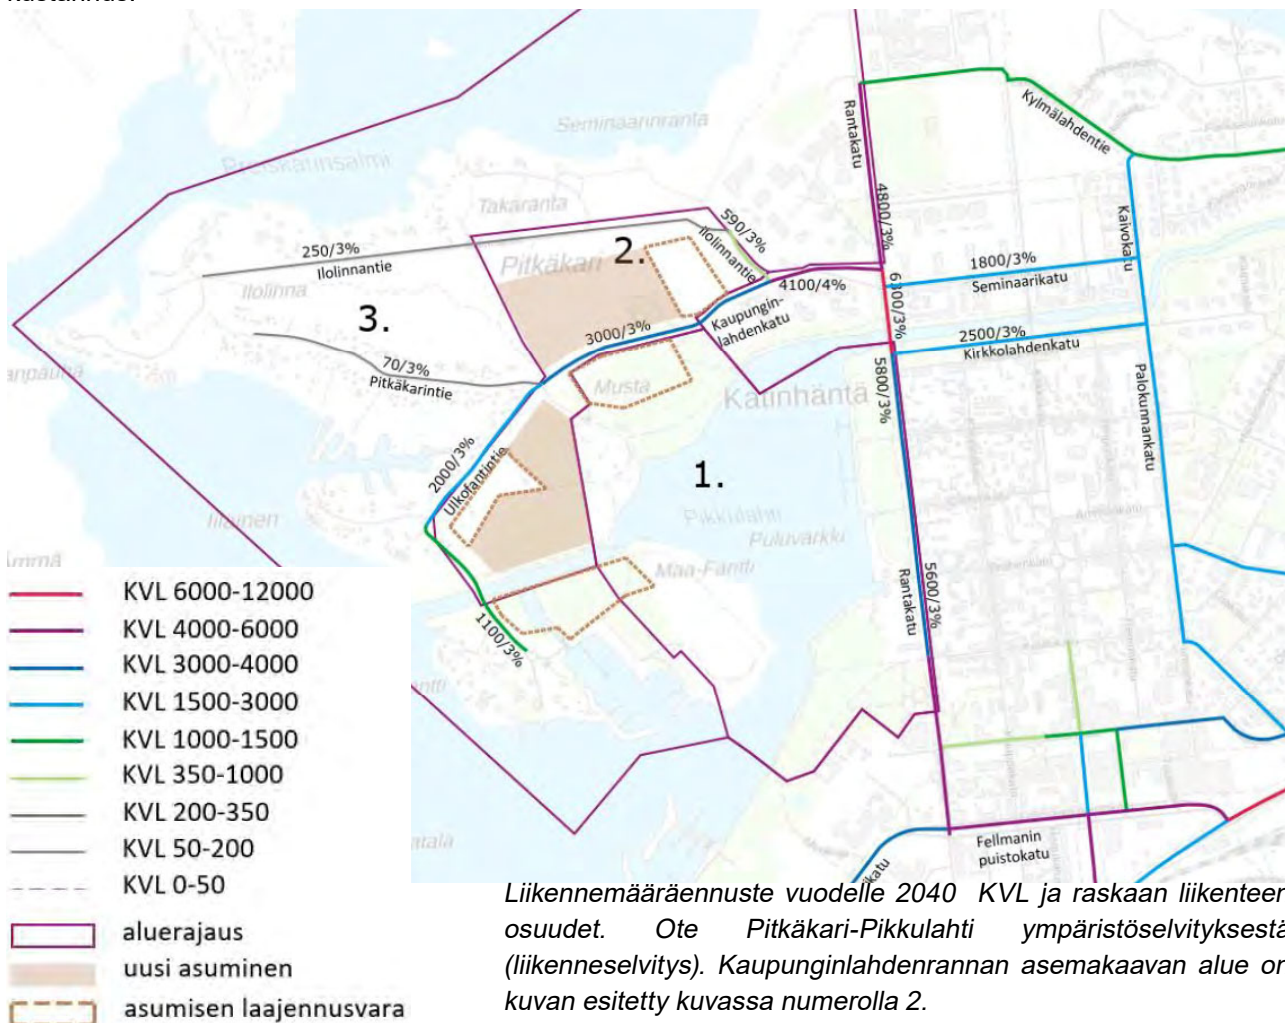 Seminaarinranta
Kylmälahdentie
Rantakatu
Takaranta
590/3%
4800/3%
Kaivokatu
250/3%
Ilolinnantie
Ilolinnantie
2.
Pitkäkari
1800/3%
Seminaarikatu
4100/4%
Ilolinna
3.
6300/3%
Kaupungin-
lahdenkatu
3000/3%
2500/3%
Kirkkolahdenkatu
70/3%
Pitkäkarintie
Musta
Katinhäntä
5800/3%
Palokunnankatu
2000/3%
Ulkofantintie
1.
Pikkulahti
Puluvarkku
Iilainen
Maa-Fantti
5600/3%
Rantakatu
1100/3%
Fellmanin
puistokatu
KVL 6000-12000
KVL 4000-6000
KVL 3000-4000
KVL 1500-3000
KVL 1000-1500
KVL 350-1000
KVL 200-350
KVL 50-200
KVL 0-50
aluerajaus
uusi asuminen
asumisen laajennusvara
Liikennemääräennuste vuodelle 2040 KVL ja raskaan liikenteen
osuudet. Ote Pitkäkari-Pikkulahti ympäristöselvityksestä
(liikenneselvitys). Kaupunginlahdenrannan asemakaavan alue on
kuvan esitetty kuvassa numerolla 2.